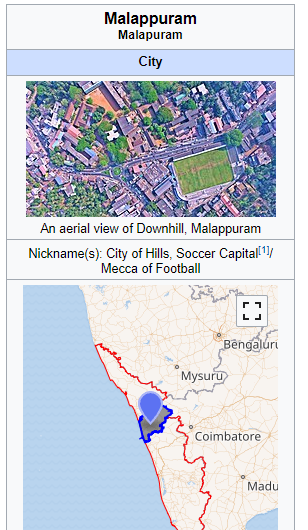 Malappuram
Malapuram
City
An aerial view of Downhill, Malappuram
Nickname(s): City of Hills, Soccer Capital[1]/
Mecca of Football
Bengaluru
Mysuru
Coimbatore
Madu